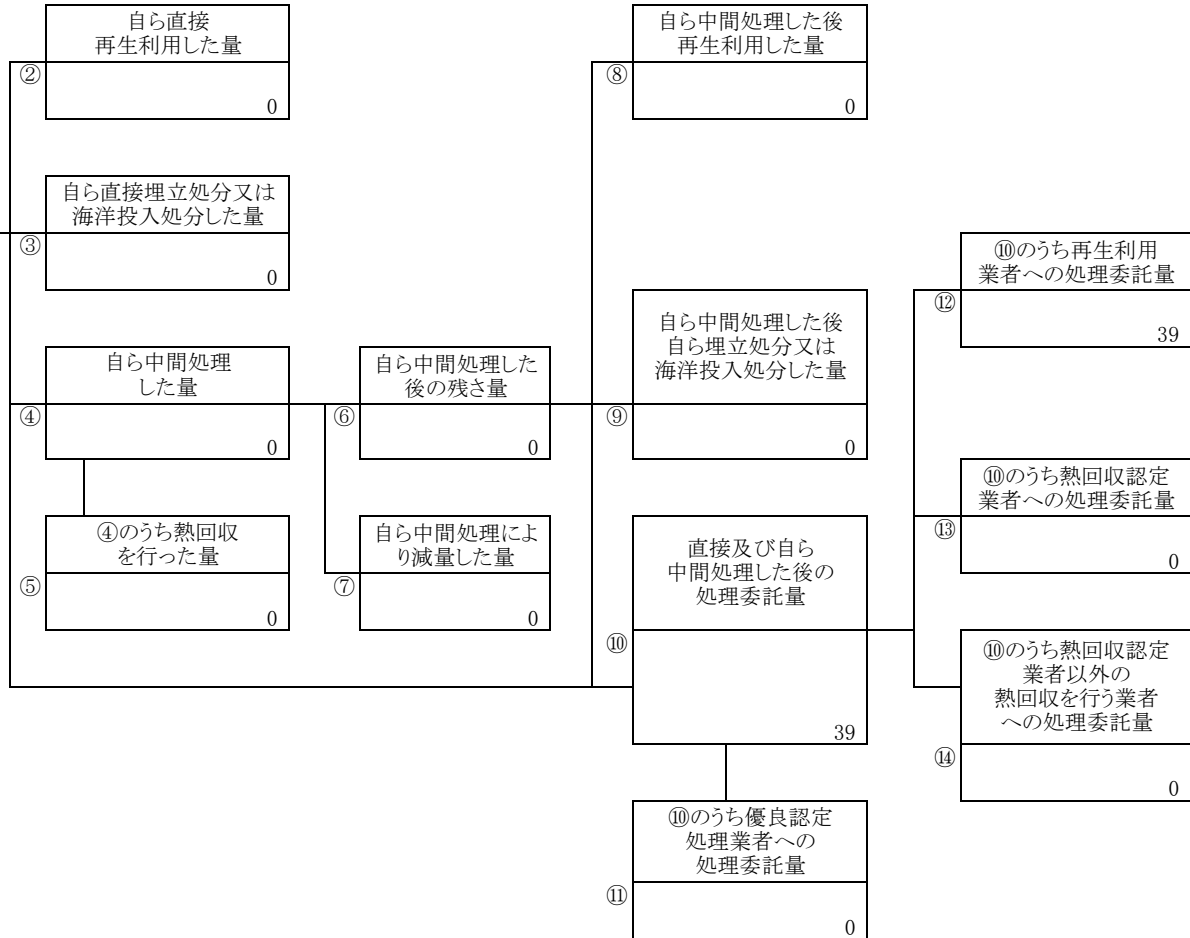 自ら直接
再生利用した量
②
0
自ら中間処理した後
再生利用した量
⑧
0
自ら直接埋立処分又は
海洋投入処分した量
③
0
⑩のうち再生利用
業者への処理委託量
⑫
39
自ら中間処理
した量
④
0
自ら中間処理した
後の残さ量
⑥
0
自ら中間処理した後
自ら埋立処分又は
海洋投入処分した量
⑨
0
⑩のうち熱回収認定
業者への処理委託量
⑬
0
④のうち熱回収
を行った量
⑤
0
自ら中間処理によ
り減量した量
⑦
0
直接及び自ら
中間処理した後の
処理委託量
⑩
39
⑩のうち熱回収認定
業者以外の
熱回収を行う業者
への処理委託量
⑭
0
⑩のうち優良認定
処理業者への
処理委託量
⑪
0